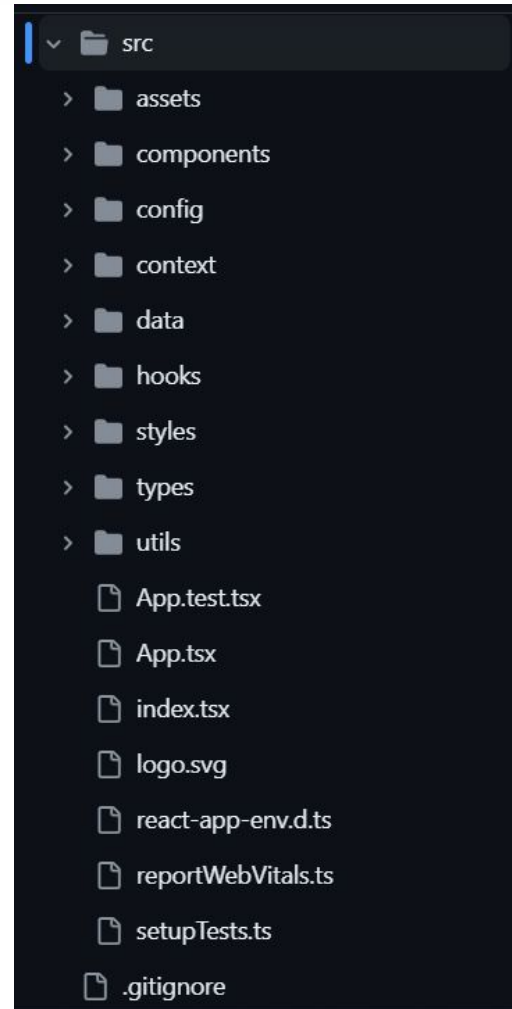 src
assets
components
config
context
data
hooks
styles
types
utils
App.test.tsx
App.tsx
index.tsx
logo.svg
react-app-env.d.ts
reportWebVitals.ts
setupTests.ts
.gitignore